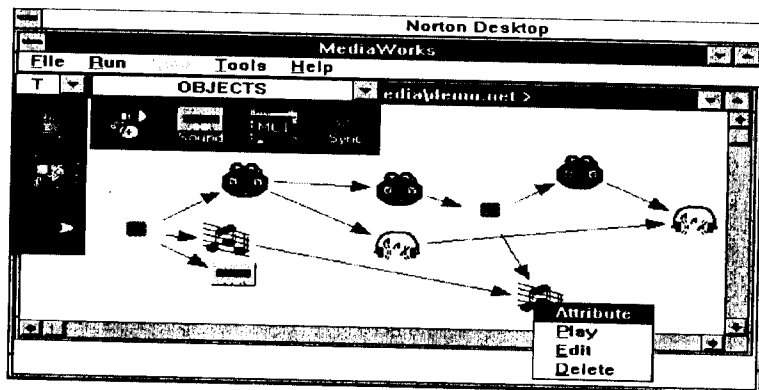 Norton Desktop
MediaWorks
File Run Tools Help
T OBJECTS edia\demo.net >
Sound MCI Sync
Attribute
Play
Edit
Delete